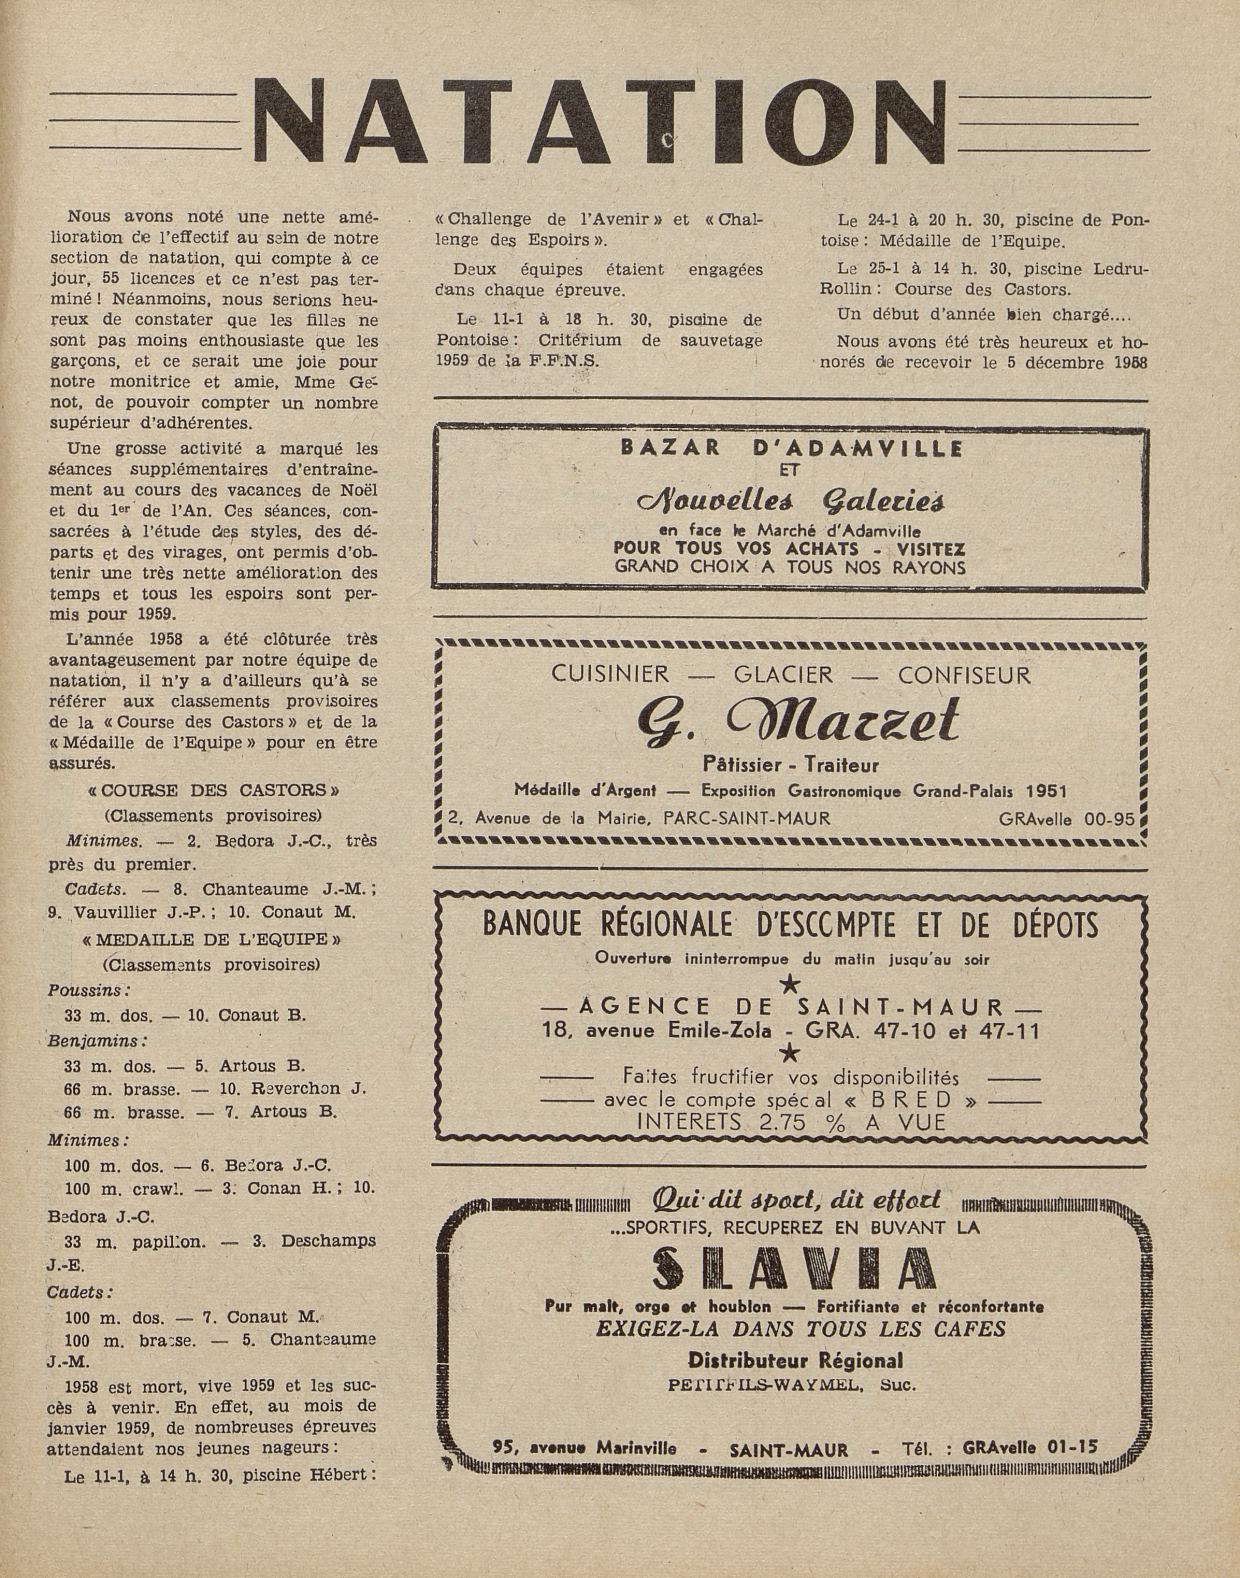 NATATION
Nous avons noté une nette amé-
lioration de l'effectif au sein de notre
section de natation, qui compte à ce
jour, 55 licences et ce n'est pas ter-
miné ! Néanmoins, nous serions heu-
reux de constater que les filles ne
sont pas moins enthousiaste que les
garçons, et ce serait une joie pour
notre monitrice et amie, Mme Ge-
not, de pouvoir compter un nombre
supérieur d'adhérentes.
Une grosse activité a marqué les
séances supplémentaires d'entraîne-
ment au cours des vacances de Noël
et du 1er de l'An. Ces séances, con-
sacrées à l'étude des styles, des dé-
parts et des virages, ont permis d'ob-
tenir une très nette amélioration des
temps et tous les espoirs sont per-
mis pour 1959.
L'année 1958 a été clôturée très
avantageusement par notre équipe de
natation, il n'y a d'ailleurs qu'à se
référer aux classements provisoires
de la « Course des Castors » et de la
« Médaille de l'Equipe » pour en être
assurés.
« COURSE DES CASTORS »
(Classements provisoires)
Minimes. — 2. Bedora J.-C., très
près du premier.
Cadets. — 8. Chanteaume J.-M. ;
9. Vauvillier J.-P. ; 10. Conaut M.
« MEDAILLE DE L'EQUIPE »
(Classements provisoires)
Poussins :
33 m. dos. — 10. Conaut B.
Benjamins :
33 m. dos. — 5. Artous B.
66 m. brasse. — 10. Reverchon J.
66 m. brasse. — 7. Artous B.
Minimes :
100 m. dos. — 6. Bedora J.-C.
100 m. crawl. — 3. Conan H. ; 10.
Bedora J.-C.
33 m. papillon. — 3. Deschamps
J.-E.
Cadets :
100 m. dos. — 7. Conaut M.
100 m. brasse. — 5. Chanteaume
J.-M.
1958 est mort, vive 1959 et les suc-
cès à venir. En effet, au mois de
janvier 1959, de nombreuses épreuves
attendaient nos jeunes nageurs :
Le 11-1, à 14 h. 30, piscine Hébert :
« Challenge de l'Avenir » et « Chal-
lenge des Espoirs ».
Deux équipes étaient engagées
dans chaque épreuve.
Le 11-1 à 18 h. 30, piscine de
Pontoise : Critérium de sauvetage
1959 de la F.F.N.S.
Le 24-1 à 20 h. 30, piscine de Pon-
toise : Médaille de l'Equipe.
Le 25-1 à 14 h. 30, piscine Ledru-
Rollin : Course des Castors.
Un début d'année bien chargé....
Nous avons été très heureux et ho-
norés de recevoir le 5 décembre 1958
BAZAR D'ADAMVILLE
ET
Nouvelles Galeries
en face le Marché d'Adamville
POUR TOUS VOS ACHATS - VISITEZ
GRAND CHOIX A TOUS NOS RAYONS
CUISINIER — GLACIER — CONFISEUR
G. Marzet
Pâtissier - Traiteur
Médaille d'Argent — Exposition Gastronomique Grand-Palais 1951
2, Avenue de la Mairie, PARC-SAINT-MAUR GRAvelle 00-95
BANQUE RÉGIONALE D'ESCOMPTE ET DE DÉPOTS
Ouverture ininterrompue du matin jusqu'au soir
★
— AGENCE DE SAINT-MAUR —
18, avenue Emile-Zola - GRA. 47-10 et 47-11
★
— Faites fructifier vos disponibilités —
— avec le compte spécial « BRED » —
INTERETS 2.75 % A VUE
Qui dit sport, dit effort
...SPORTIFS, RECUPEREZ EN BUVANT LA
SLAVIA
Pur malt, orge et houblon — Fortifiante et réconfortante
EXIGEZ-LA DANS TOUS LES CAFES
Distributeur Régional
PETITFILS-WAYMEL, Suc.
95, avenue Marinville - SAINT-MAUR - Tél. : GRAvelle 01-15